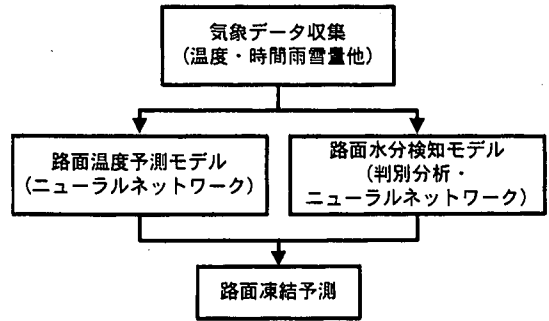 気象データ収集
(温度・時間雨雪量他)
路面温度予測モデル
(ニューラルネットワーク)
路面水分検知モデル
(判別分析・
ニューラルネットワーク)
路面凍結予測